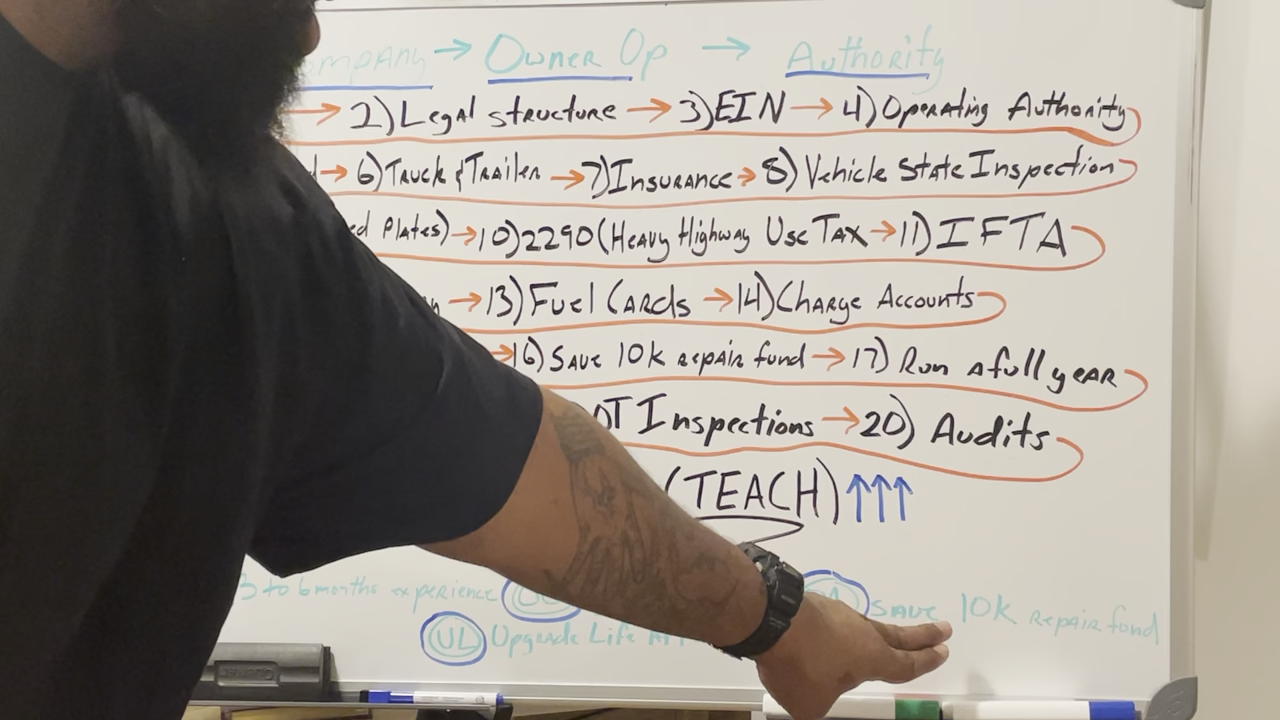 → Owner Op → Authority
→ 2) Legal structure → 3) EIN → 4) Operating Authority
→ 6) Truck & Trailer → 7) Insurance → 8) Vehicle State Inspection
Plates) → 10) 2290 (Heavy Highway Use Tax → 11) IFTA
→ 13) Fuel Cards → 14) Charge Accounts
→ 16) Save 10k repair fund → 17) Run a full year
Inspections → 20) Audits
(TEACH) ↑↑↑
3 to 6 months experience
Save 10k repair fund
UL Upgrade Life